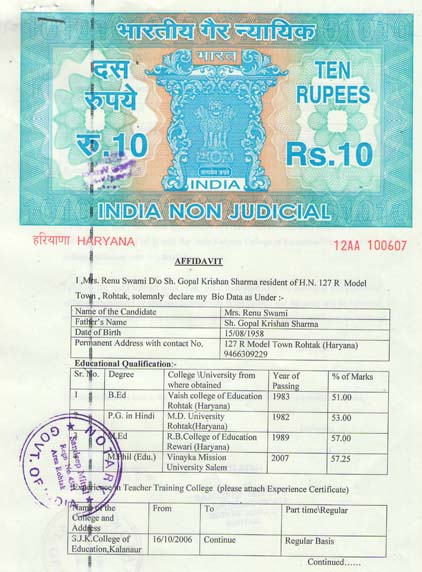 भारतीय गैर न्यायिक
भारत
दस
रुपये
रु.10
TEN
RUPEES
Rs.10
सत्यमेव जयते
INDIA
INDIA NON JUDICIAL
हरियाणा HARYANA
12AA 100607
AFFIDAVIT
I ,Mrs. Renu Swami D\o Sh. Gopal Krishan Sharma resident of H.N. 127 R Model
Town , Rohtak, solemnly declare my Bio Data as Under :-
Name of the Candidate Mrs. Renu Swami
Father's Name Sh. Gopal Krishan Sharma
Date of Birth 15/08/1958
Permanent Address with contact No. 127 R Model Town Rohtak (Haryana)
9466309229
Educational Qualification:-
Sr. No. Degree College \University from where obtained Year of Passing % of Marks
1 B.Ed Vaish college of Education Rohtak (Haryana) 1983 51.00
P.G. in Hindi M.D. University Rohtak(Haryana) 1982 53.00
M.Ed R.B.College of Education Rewari (Haryana) 1989 57.00
M.Phil (Edu.) Vinayka Mission University Salem 2007 57.25
Experience in Teacher Training College (please attach Experience Certificate)
Name of the College and Address From To Part time\Regular
S.J.K.College of Education,Kalanaur 16/10/2006 Continue Regular Basis
Continued......
NOTARY
GOVT. OF INDIA